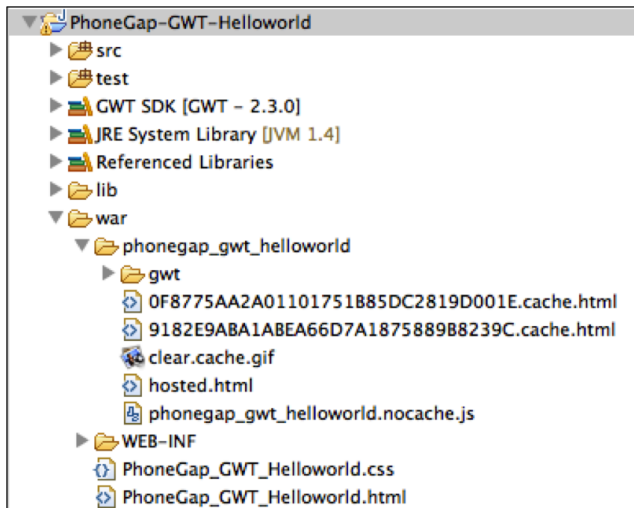 PhoneGap-GWT-Helloworld
src
test
GWT SDK [GWT - 2.3.0]
JRE System Library [JVM 1.4]
Referenced Libraries
lib
war
phonegap_gwt_helloworld
gwt
0F8775AA2A01101751B85DC2819D001E.cache.html
9182E9ABA1ABEA66D7A1875889B8239C.cache.html
clear.cache.gif
hosted.html
phonegap_gwt_helloworld.nocache.js
WEB-INF
PhoneGap_GWT_Helloworld.css
PhoneGap_GWT_Helloworld.html